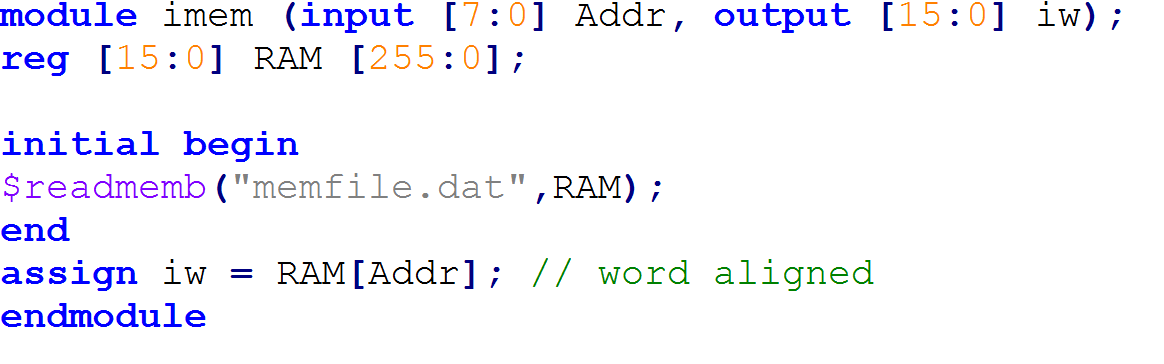 module imem (input [7:0] Addr, output [15:0] iw);
reg [15:0] RAM [255:0];
initial begin
$readmemb("memfile.dat",RAM);
end
assign iw = RAM[Addr]; // word aligned
endmodule